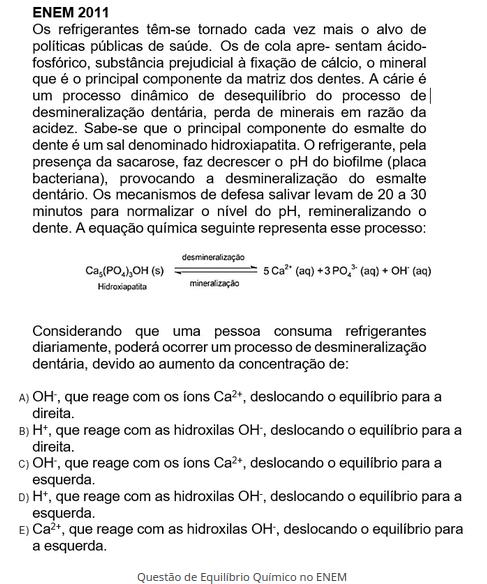 ENEM 2011
Os refrigerantes têm-se tornado cada vez mais o alvo de
políticas públicas de saúde. Os de cola apre- sentam ácido-
fosfórico, substância prejudicial à fixação de cálcio, o mineral
que é o principal componente da matriz dos dentes. A cárie é
um processo dinâmico de desequilíbrio do processo de
desmineralização dentária, perda de minerais em razão da
acidez. Sabe-se que o principal componente do esmalte do
dente é um sal denominado hidroxiapatita. O refrigerante, pela
presença da sacarose, faz decrescer o pH do biofilme (placa
bacteriana), provocando a desmineralização do esmalte
dentário. Os mecanismos de defesa salivar levam de 20 a 30
minutos para normalizar o nível do pH, remineralizando o
dente. A equação química seguinte representa esse processo:
desmineralização
Ca₅(PO₄)₃OH (s) ⇌ 5 Ca²⁺ (aq) +3 PO₄³⁻ (aq) + OH⁻ (aq)
Hidroxiapatita mineralização
Considerando que uma pessoa consuma refrigerantes
diariamente, poderá ocorrer um processo de desmineralização
dentária, devido ao aumento da concentração de:
A) OH⁻, que reage com os íons Ca²⁺, deslocando o equilíbrio para a
direita.
B) H⁺, que reage com as hidroxilas OH⁻, deslocando o equilíbrio para a
direita.
C) OH⁻, que reage com os íons Ca²⁺, deslocando o equilíbrio para a
esquerda.
D) H⁺, que reage com as hidroxilas OH⁻, deslocando o equilíbrio para a
esquerda.
E) Ca²⁺, que reage com as hidroxilas OH⁻, deslocando o equilíbrio para
a esquerda.
Questão de Equilíbrio Químico no ENEM